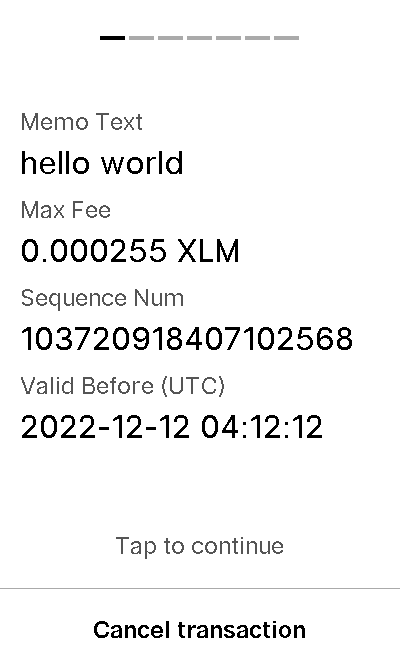 Memo Text
hello world
Max Fee
0.000255 XLM
Sequence Num
103720918407102568
Valid Before (UTC)
2022-12-12 04:12:12
Tap to continue
Cancel transaction